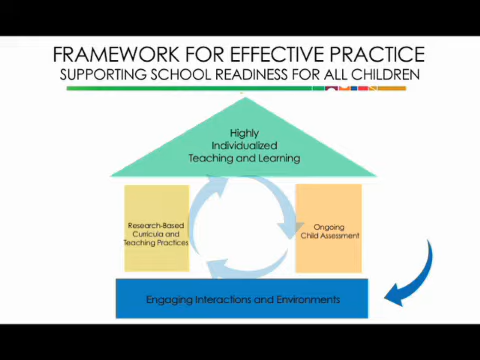 FRAMEWORK FOR EFFECTIVE PRACTICE
SUPPORTING SCHOOL READINESS FOR ALL CHILDREN
Highly
Individualized
Teaching and Learning
Research-Based
Curricula and
Teaching Practices
Ongoing
Child Assessment
Engaging Interactions and Environments